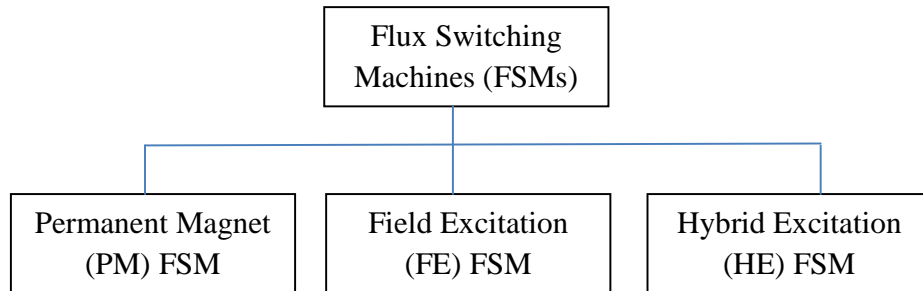 Flux Switching
Machines (FSMs)
Permanent Magnet
(PM) FSM
Field Excitation
(FE) FSM
Hybrid Excitation
(HE) FSM